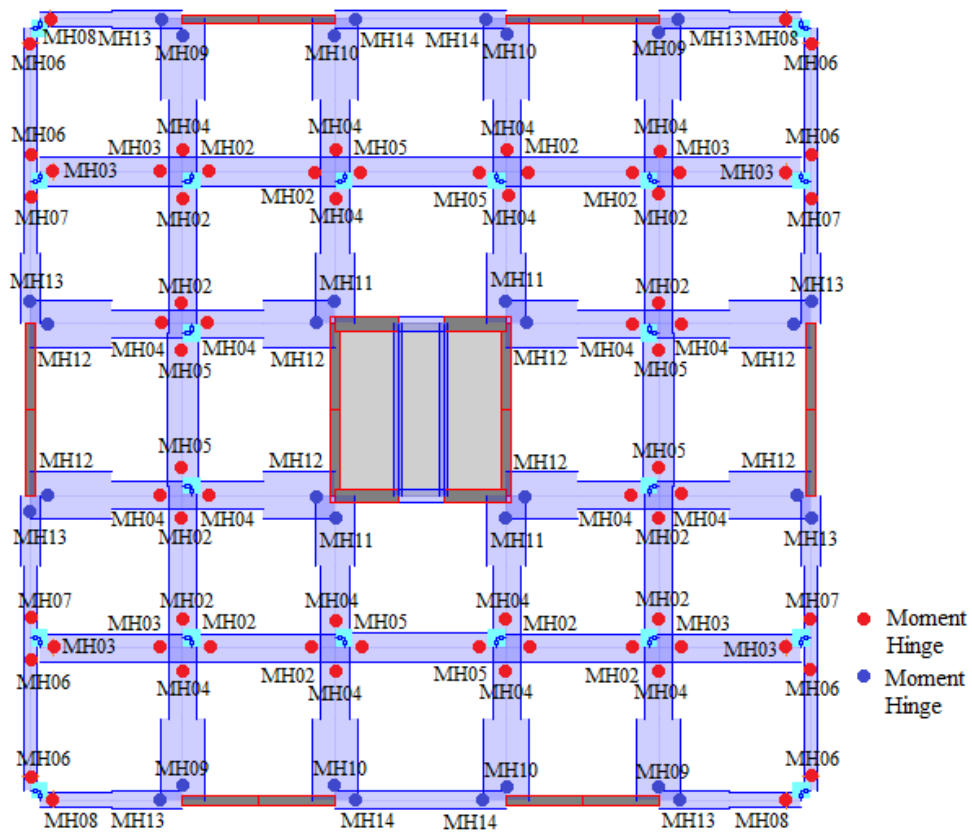 MH08 MH13 MH14 MH14 MH13 MH08
MH06 MH09 MH10 MH10 MH09 MH06
MH06 MH04 MH04 MH04 MH04 MH06
MH03 MH02 MH05 MH02 MH03
MH03 MH03
MH02 MH05 MH02
MH07 MH02 MH04 MH04 MH02 MH07
MH13 MH02 MH11 MH11 MH02 MH13
MH12 MH04 MH04 MH12 MH12 MH04 MH04 MH12
MH05 MH05
MH05 MH05
MH12 MH12 MH12 MH12
MH13 MH04 MH04 MH11 MH11 MH04 MH04 MH13
MH02 MH02
MH07 MH02 MH04 MH04 MH02 MH07
MH03 MH02 MH05 MH02 MH03
MH03 MH03
MH02 MH05 MH02
MH06 MH04 MH04 MH04 MH04 MH06
MH06 MH09 MH10 MH10 MH09 MH06
MH08 MH13 MH14 MH14 MH13 MH08
Moment
Hinge
Moment
Hinge